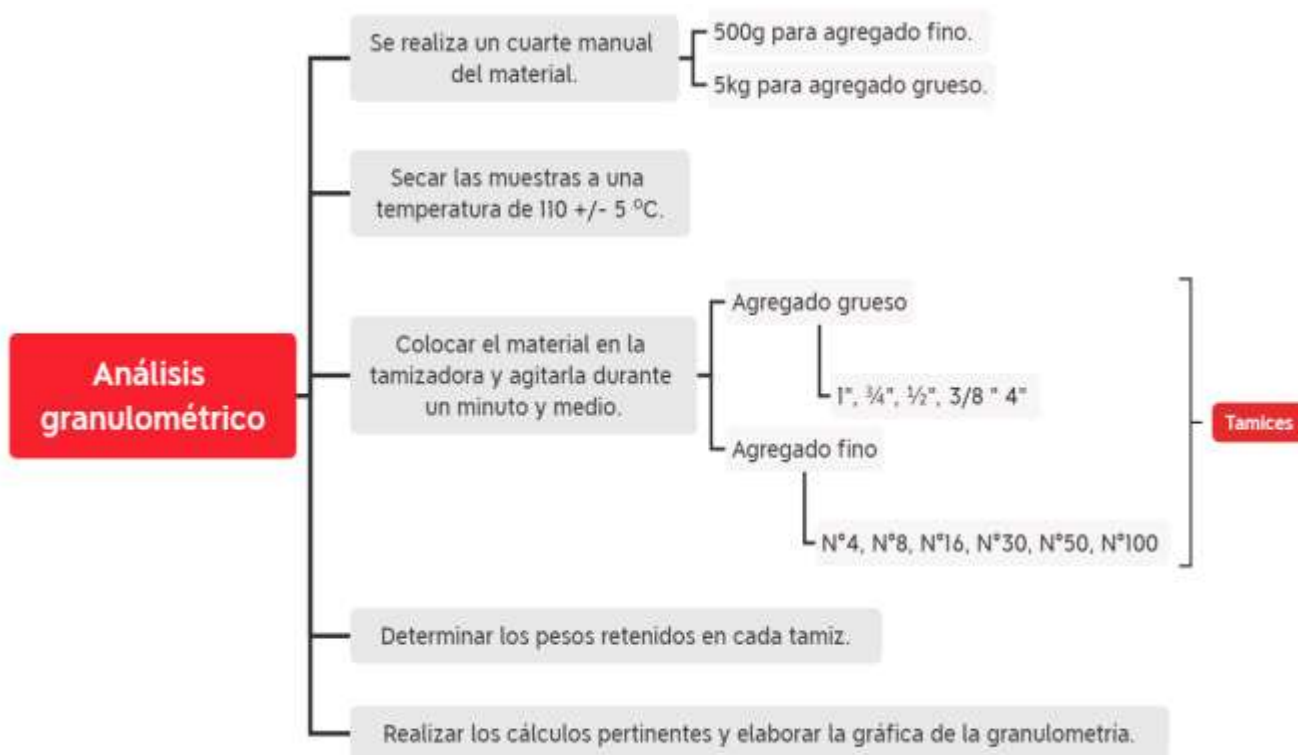 Análisis
granulométrico
Se realiza un cuarte manual
del material.
500g para agregado fino.
5kg para agregado grueso.
Secar las muestras a una
temperatura de 110 +/- 5 ºC.
Colocar el material en la
tamizadora y agitarla durante
un minuto y medio.
Agregado grueso
1", ¾", ½", 3/8 " 4"
Agregado fino
N°4, N°8, N°16, N°30, N°50, N°100
Tamices
Determinar los pesos retenidos en cada tamiz.
Realizar los cálculos pertinentes y elaborar la gráfica de la granulometría.